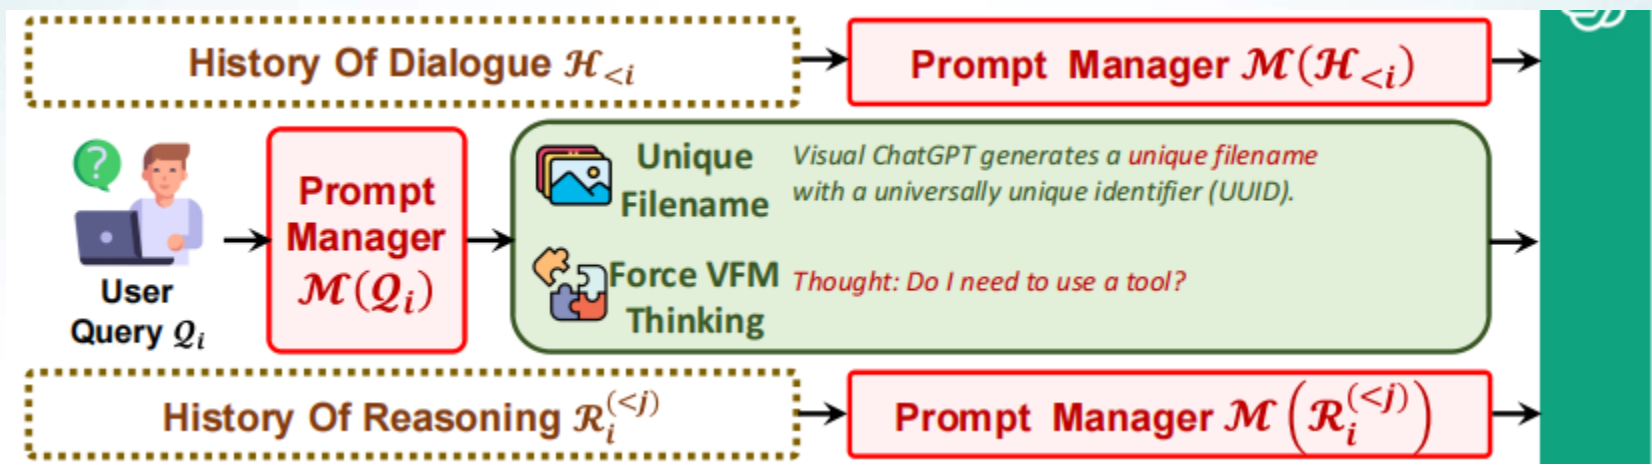 History Of Dialogue ℋ<i
Prompt Manager ℳ(ℋ<i)
?
User
Query 𝒬i
Prompt
Manager
ℳ(𝒬i)
Unique
Filename
Visual ChatGPT generates a unique filename
with a universally unique identifier (UUID).
Force VFM
Thinking
Thought: Do I need to use a tool?
History Of Reasoning ℛi(<j)
Prompt Manager ℳ(ℛi(<j))